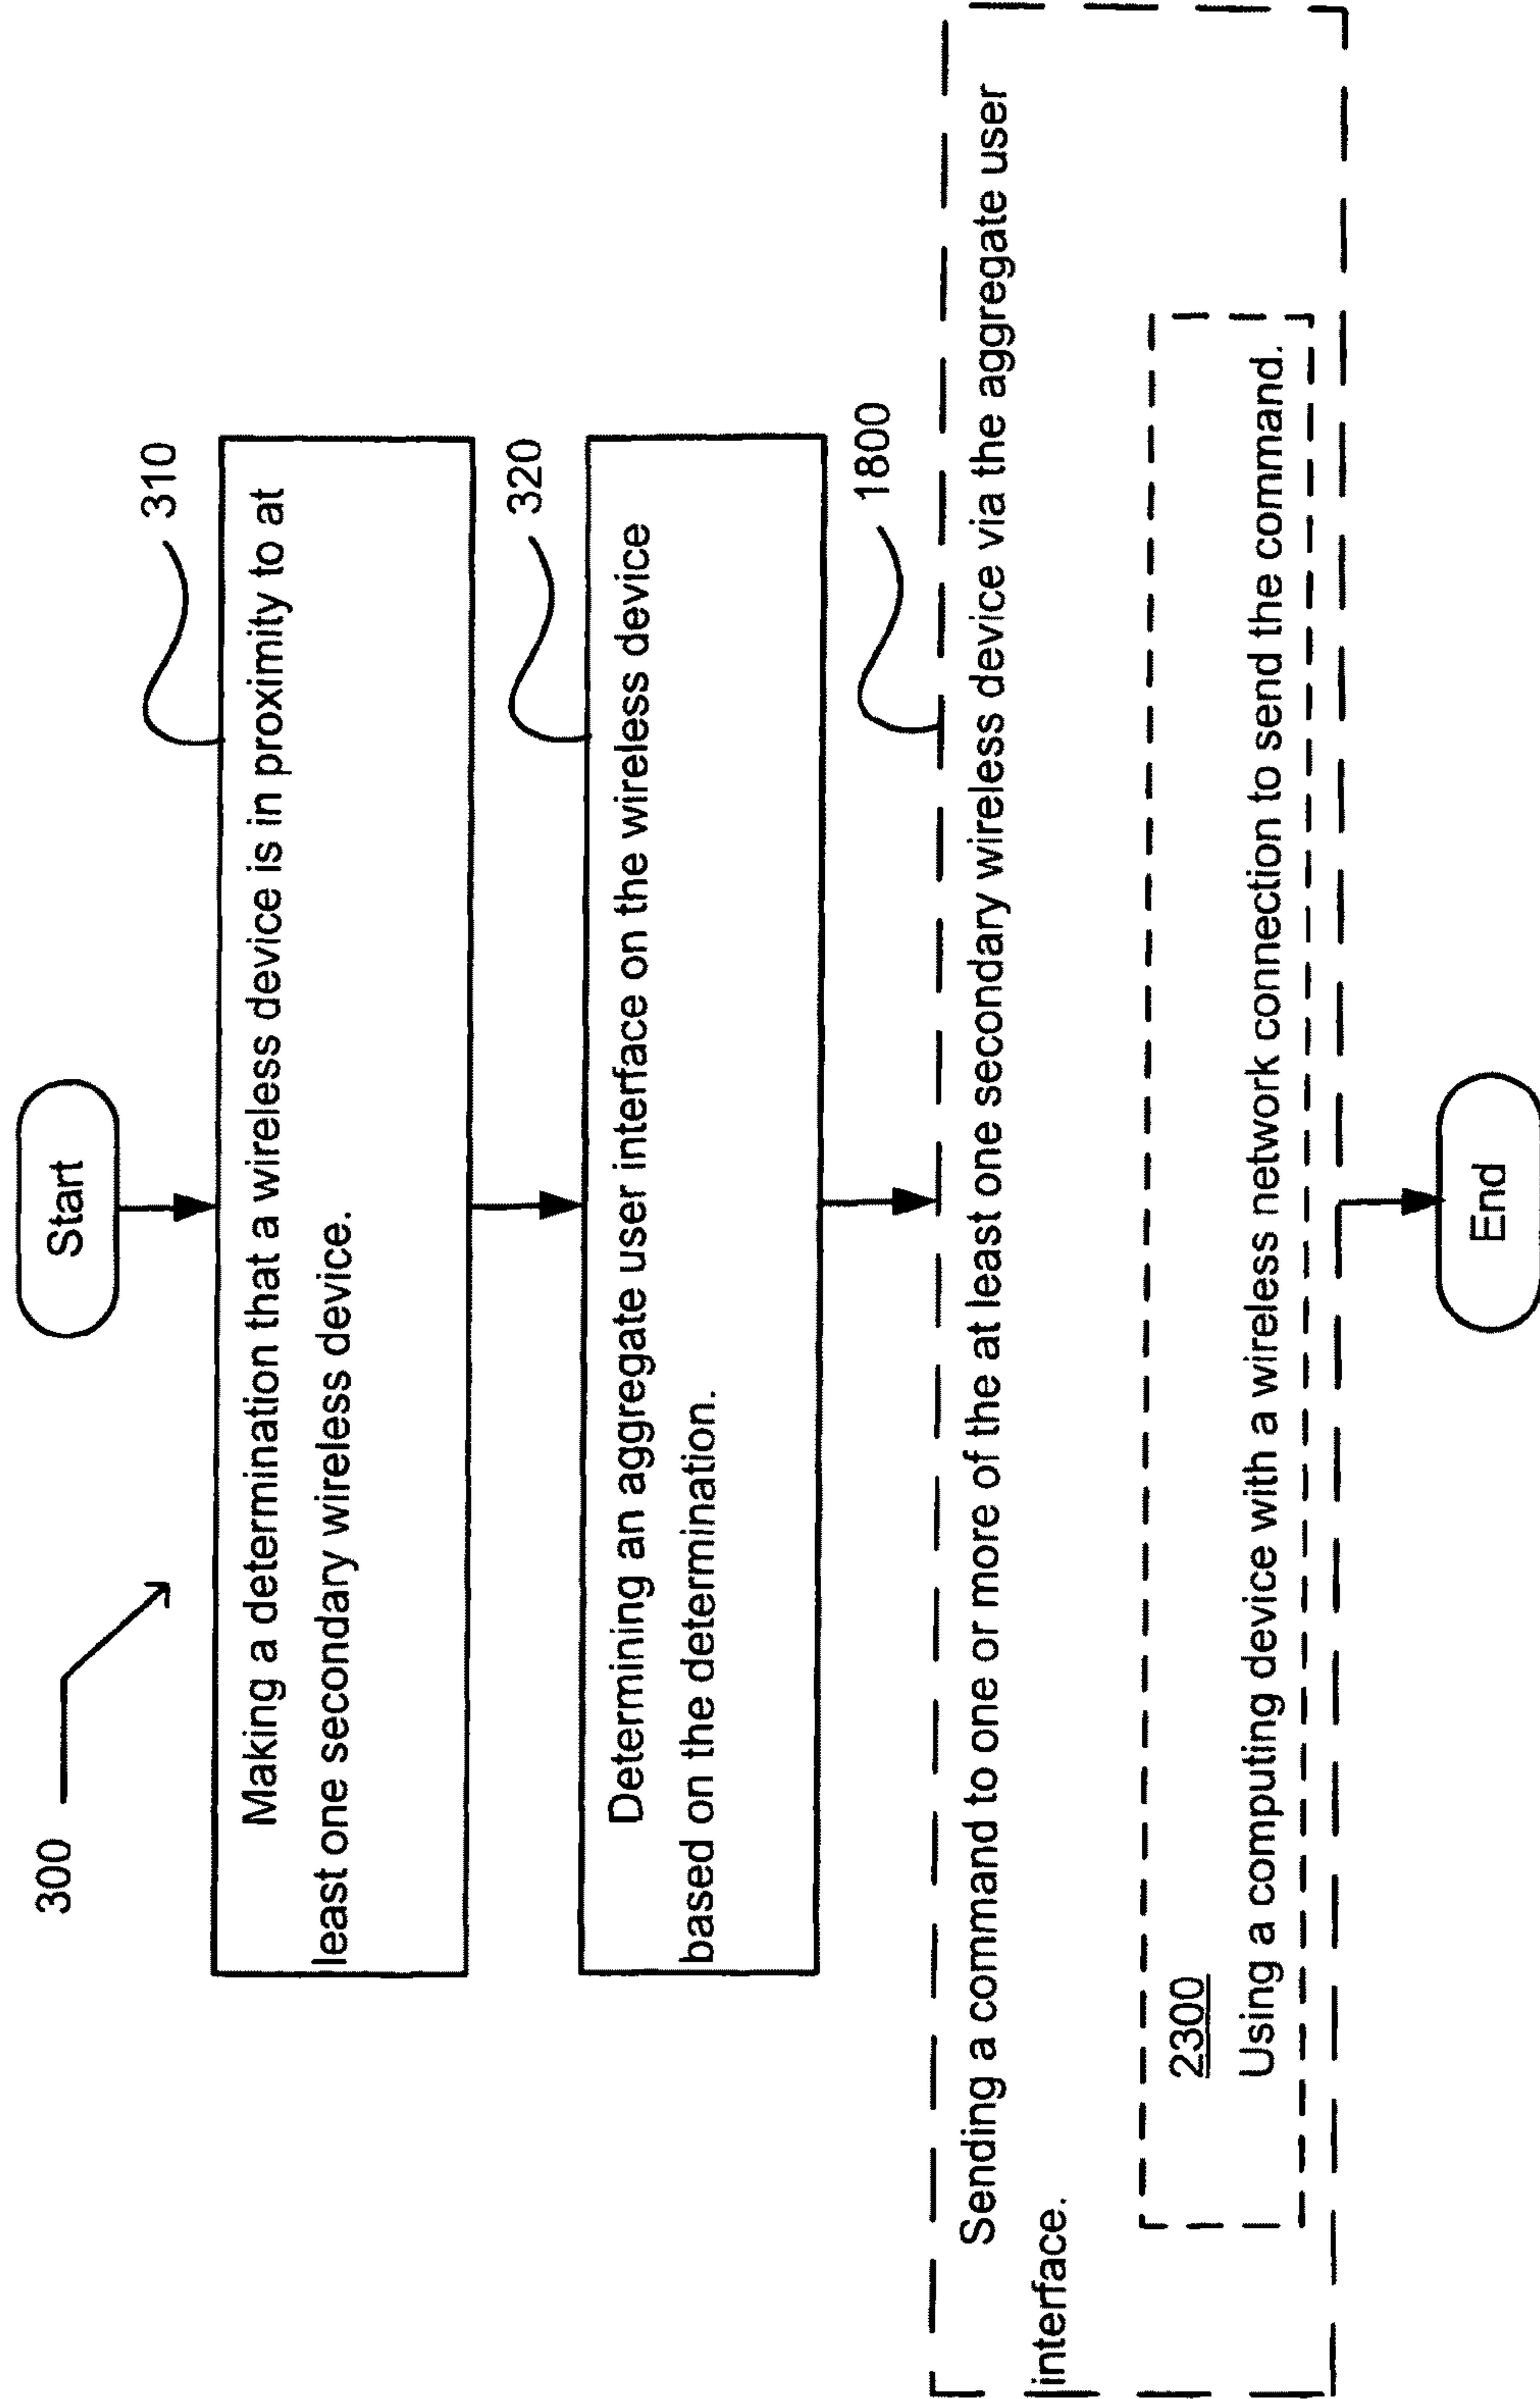 300
Start
310
Making a determination that a wireless device is in proximity to at
least one secondary wireless device.
320
Determining an aggregate user interface on the wireless device
based on the determination.
1800
Sending a command to one or more of the at least one secondary wireless device via the aggregate user
interface.
2300
Using a computing device with a wireless network connection to send the command.
End